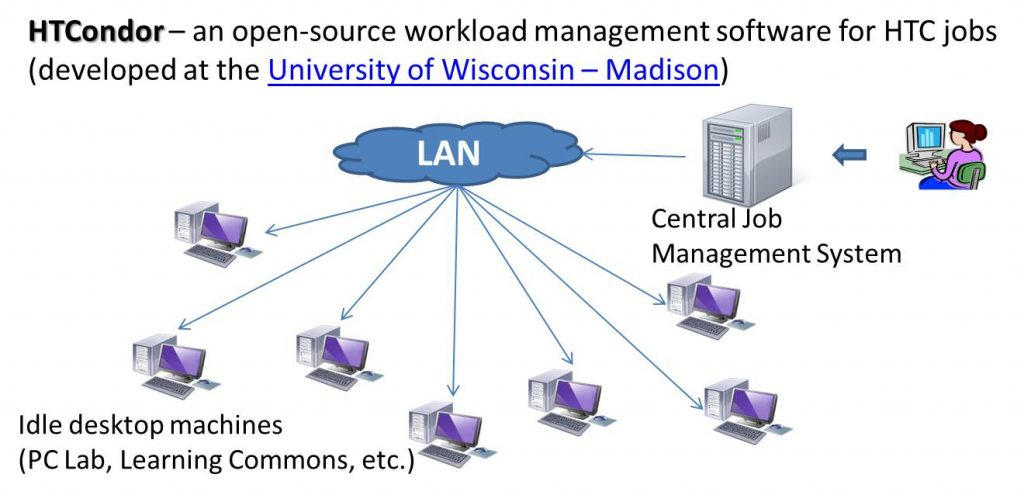 HTCondor – an open-source workload management software for HTC jobs
(developed at the University of Wisconsin – Madison)
LAN
Central Job
Management System
Idle desktop machines
(PC Lab, Learning Commons, etc.)